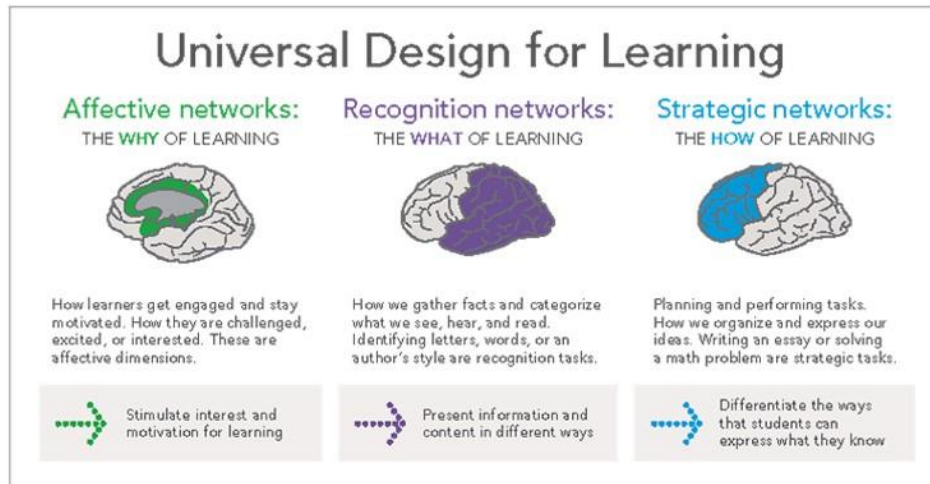 Universal Design for Learning
Affective networks:
THE WHY OF LEARNING
How learners get engaged and stay
motivated. How they are challenged,
excited, or interested. These are
affective dimensions.
Stimulate interest and
motivation for learning
Recognition networks:
THE WHAT OF LEARNING
How we gather facts and categorize
what we see, hear, and read.
Identifying letters, words, or an
author's style are recognition tasks.
Present information and
content in different ways
Strategic networks:
THE HOW OF LEARNING
Planning and performing tasks.
How we organize and express our
ideas. Writing an essay or solving
a math problem are strategic tasks.
Differentiate the ways
that students can
express what they know